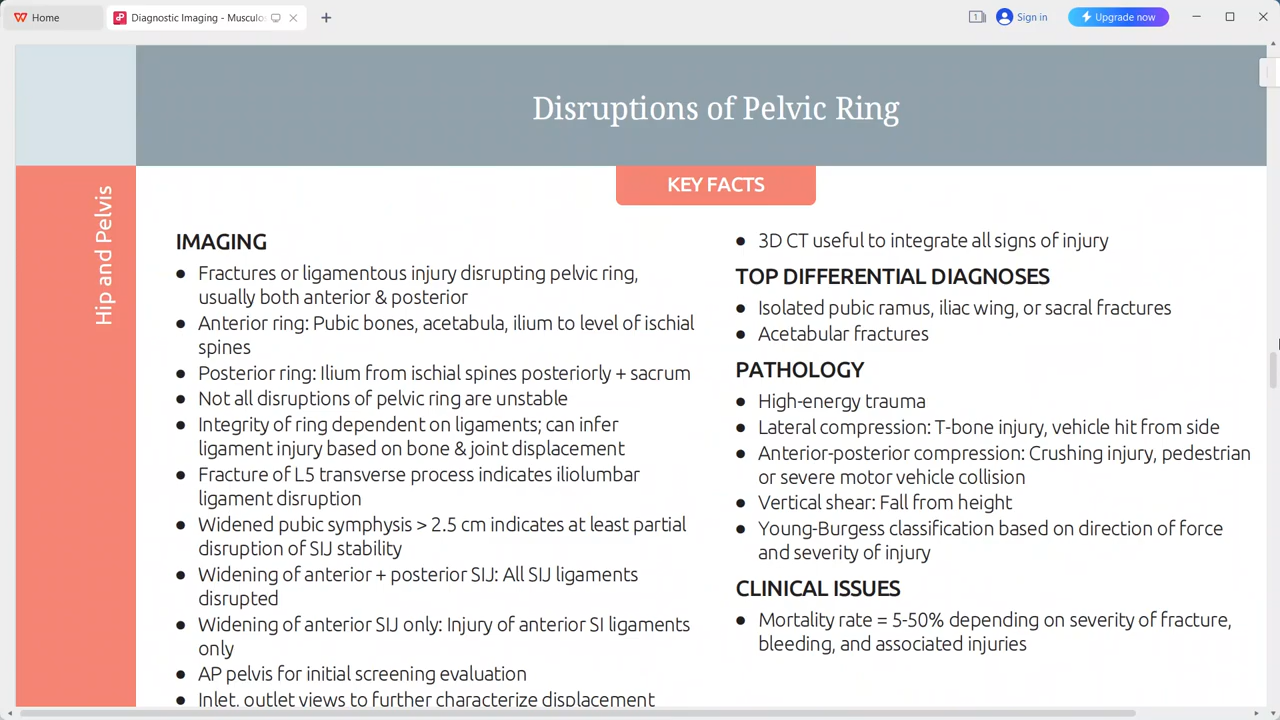 Home
Diagnostic Imaging - Musculos
1
Sign in
Upgrade now
Disruptions of Pelvic Ring
Hip and Pelvis
KEY FACTS
IMAGING
● Fractures or ligamentous injury disrupting pelvic ring,
usually both anterior & posterior
● Anterior ring: Pubic bones, acetabula, ilium to level of ischial
spines
● Posterior ring: Ilium from ischial spines posteriorly + sacrum
● Not all disruptions of pelvic ring are unstable
● Integrity of ring dependent on ligaments; can infer
ligament injury based on bone & joint displacement
● Fracture of L5 transverse process indicates iliolumbar
ligament disruption
● Widened pubic symphysis > 2.5 cm indicates at least partial
disruption of SIJ stability
● Widening of anterior + posterior SIJ: All SIJ ligaments
disrupted
● Widening of anterior SIJ only: Injury of anterior SI ligaments
only
● AP pelvis for initial screening evaluation
● Inlet, outlet views to further characterize displacement
● 3D CT useful to integrate all signs of injury
TOP DIFFERENTIAL DIAGNOSES
● Isolated pubic ramus, iliac wing, or sacral fractures
● Acetabular fractures
PATHOLOGY
● High-energy trauma
● Lateral compression: T-bone injury, vehicle hit from side
● Anterior-posterior compression: Crushing injury, pedestrian
or severe motor vehicle collision
● Vertical shear: Fall from height
● Young-Burgess classification based on direction of force
and severity of injury
CLINICAL ISSUES
● Mortality rate = 5-50% depending on severity of fracture,
bleeding, and associated injuries